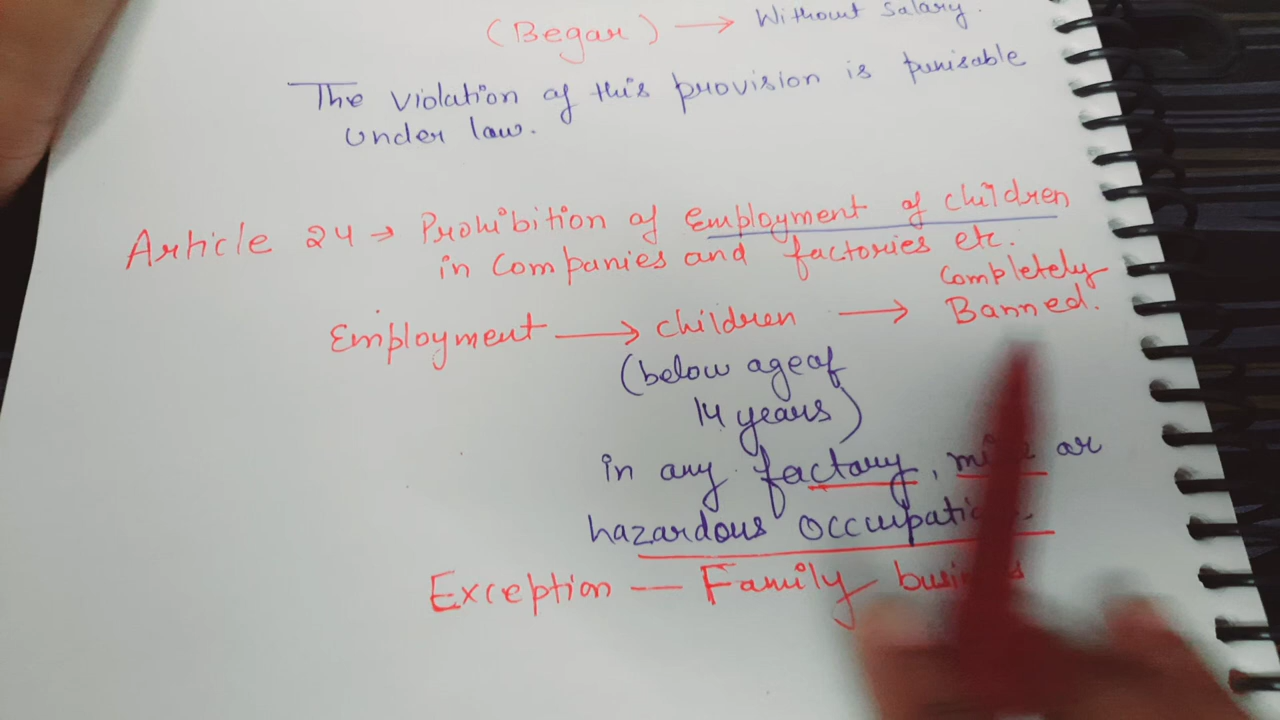 (Begar) → Without Salary.
The violation of this provision is punisable
under law.
Article 24 → Prohibition of employment of children
in companies and factories etc.
Employment → children → completely
Banned.
(below age of
14 years)
in any factory, or
hazardous
Exception — Family